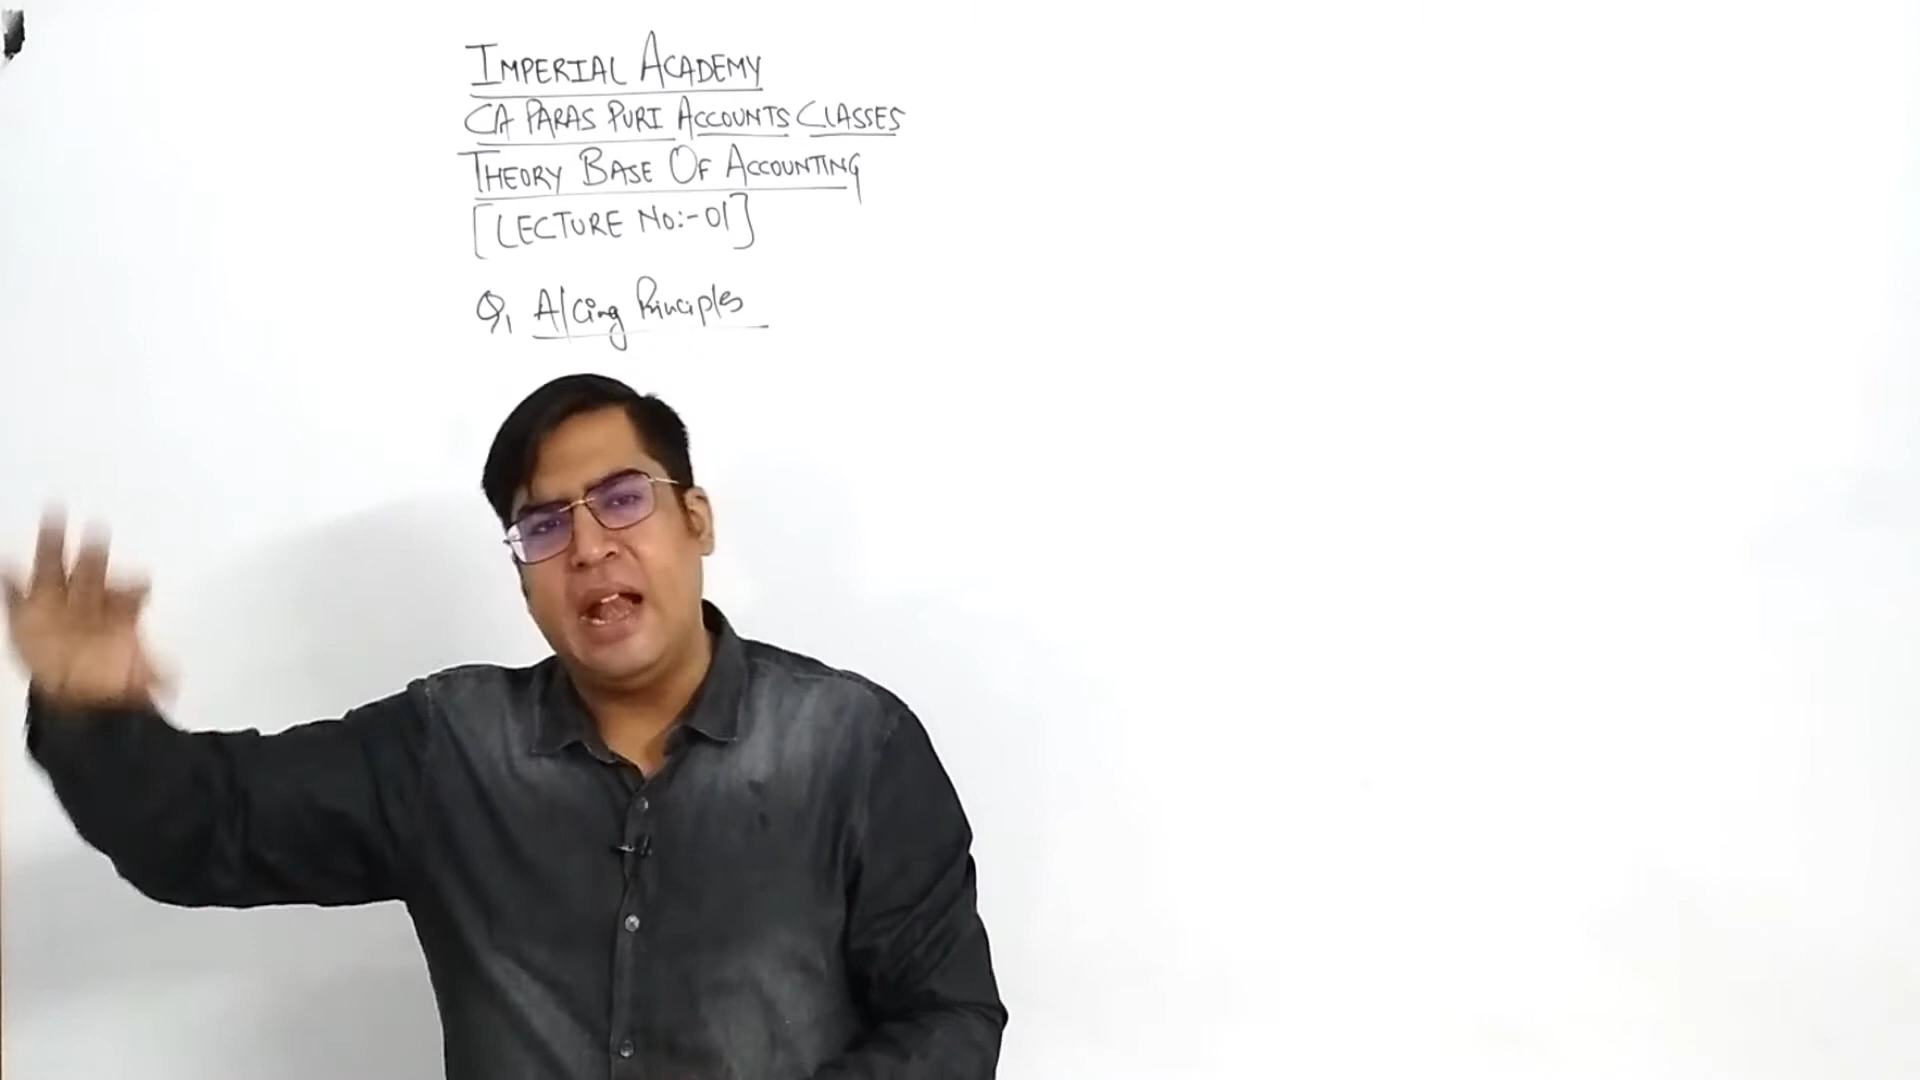 IMPERIAL ACADEMY
CA PARAS PURI ACCOUNTS CLASSES
THEORY BASE OF ACCOUNTING
[LECTURE No:-01]
Q1 A/cing Principles